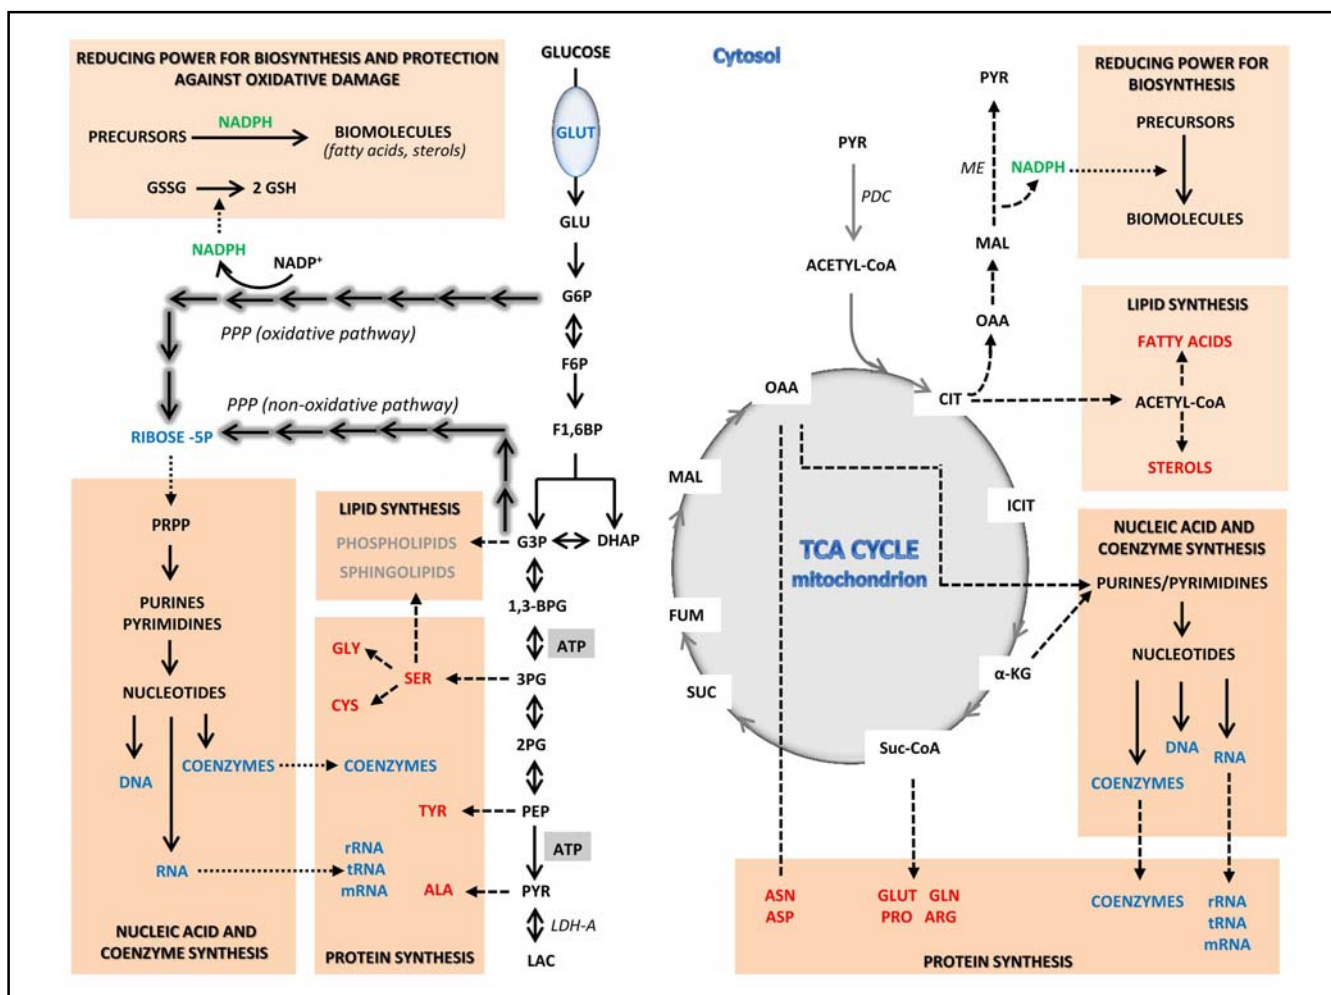 REDUCING POWER FOR BIOSYNTHESIS AND PROTECTION
AGAINST OXIDATIVE DAMAGE
NADPH
PRECURSORS
BIOMOLECULES
(fatty acids, sterols)
GSSG
2 GSH
NADPH
NADP+
PPP (oxidative pathway)
PPP (non-oxidative pathway)
RIBOSE -5P
PRPP
PURINES
PYRIMIDINES
NUCLEOTIDES
DNA
COENZYMES
RNA
NUCLEIC ACID AND
COENZYME SYNTHESIS
LIPID SYNTHESIS
PHOSPHOLIPIDS
SPHINGOLIPIDS
GLY
SER
CYS
COENZYMES
TYR
rRNA
tRNA
mRNA
ALA
PROTEIN SYNTHESIS
GLUCOSE
GLUT
GLU
G6P
F6P
F1,6BP
G3P
DHAP
1,3-BPG
ATP
3PG
2PG
PEP
ATP
PYR
LDH-A
LAC
Cytosol
PYR
PDC
ACETYL-CoA
PYR
ME
NADPH
MAL
OAA
OAA
CIT
ICIT
α-KG
Suc-CoA
SUC
FUM
MAL
TCA CYCLE
mitochondrion
REDUCING POWER FOR
BIOSYNTHESIS
PRECURSORS
BIOMOLECULES
LIPID SYNTHESIS
FATTY ACIDS
ACETYL-CoA
STEROLS
NUCLEIC ACID AND
COENZYME SYNTHESIS
PURINES/PYRIMIDINES
NUCLEOTIDES
DNA
RNA
COENZYMES
ASN
ASP
GLUT GLN
PRO ARG
COENZYMES
rRNA
tRNA
mRNA
PROTEIN SYNTHESIS